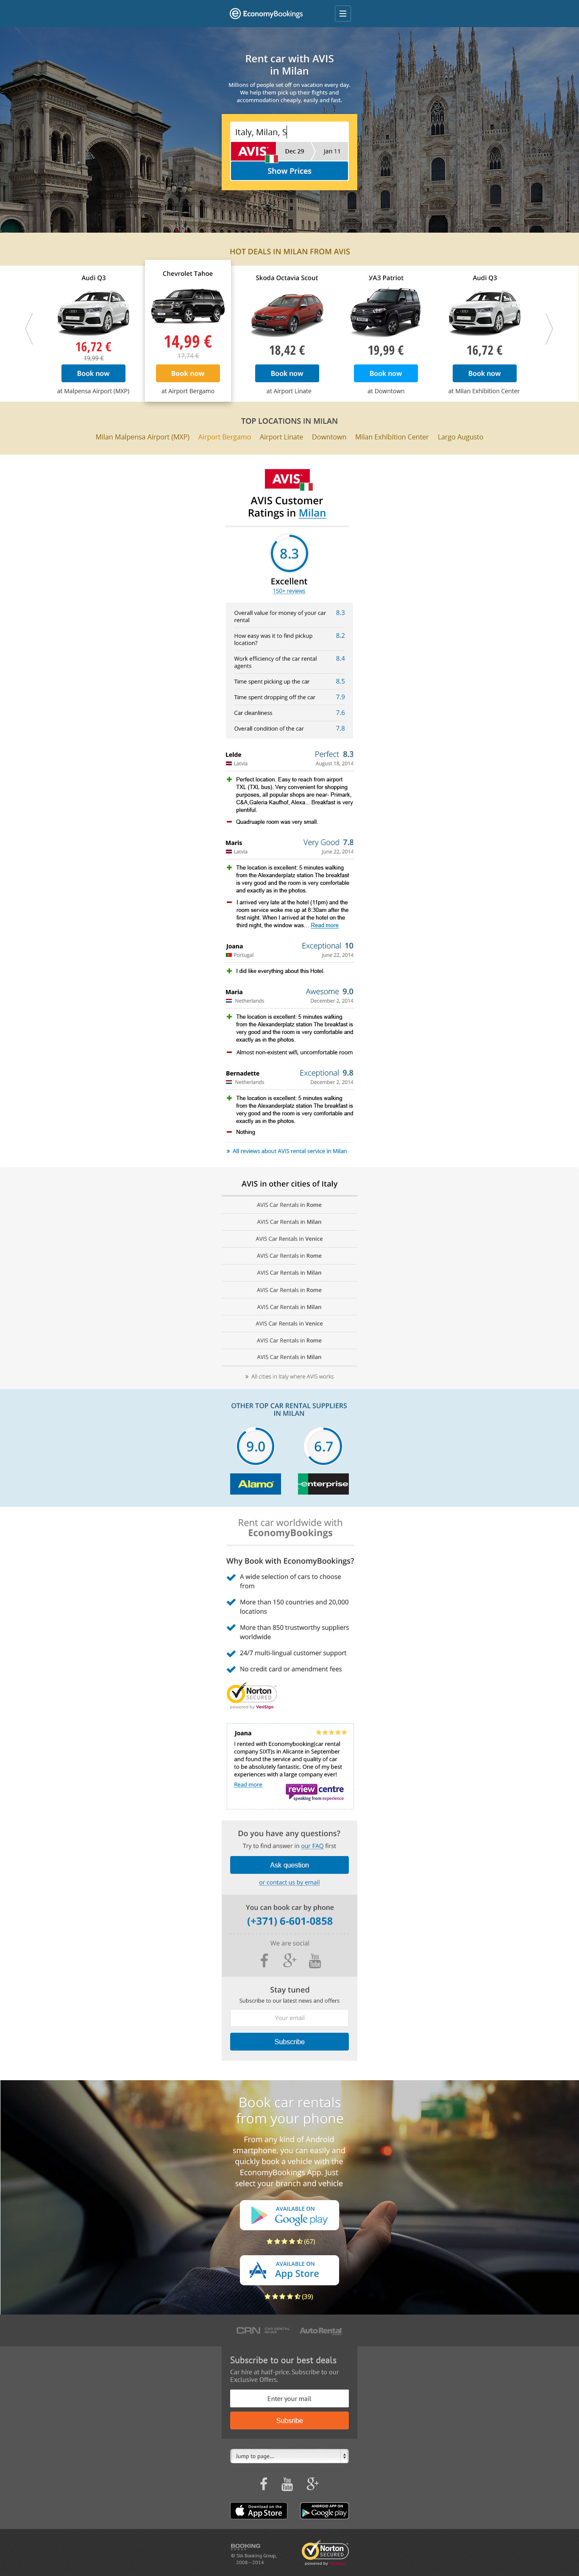 EconomyBookings
Rent car with AVIS
in Milan
Millions of people set off on vacation every day.
We help them pick up their flights and
accommodation cheaply, easily and fast.
Italy, Milan, S
AVIS Dec 29 Jan 11
Show Prices
HOT DEALS IN MILAN FROM AVIS
Audi Q3
16,72 €
19,99 €
Book now
at Malpensa Airport (MXP)
Chevrolet Tahoe
14,99 €
17,74 €
Book now
at Airport Bergamo
Skoda Octavia Scout
18,42 €
Book now
at Airport Linate
УАЗ Patriot
19,99 €
Book now
at Downtown
Audi Q3
16,72 €
Book now
at Milan Exhibition Center
TOP LOCATIONS IN MILAN
Milan Malpensa Airport (MXP) Airport Bergamo Airport Linate Downtown Milan Exhibition Center Largo Augusto
AVIS
AVIS Customer
Ratings in Milan
8.3
Excellent
150+ reviews
Overall value for money of your car 8.3
rental
How easy was it to find pickup 8.2
location?
Work efficiency of the car rental 8.4
agents
Time spent picking up the car 8.5
Time spent dropping off the car 7.9
Car cleanliness 7.6
Overall condition of the car 7.8
Lelde Perfect 8.3
Latvia August 18, 2014
Perfect location. Easy to reach from airport
TXL (TXL bus). Very convenient for shopping
purposes, all popular shops are near- Primark,
C&A,Galeria Kaufhof, Alexa... Breakfast is very
plentiful.
Quadruaple room was very small.
Maris Very Good 7.8
Latvia June 22, 2014
The location is excellent: 5 minutes walking
from the Alexanderplatz station The breakfast
is very good and the room is very comfortable
and exactly as in the photos.
I arrived very late at the hotel (11pm) and the
room service woke me up at 8:30am after the
first night. When I arrived at the hotel on the
third night, the window was… Read more
Joana Exceptional 10
Portugal June 22, 2014
I did like everything about this Hotel.
Maria Awesome 9.0
Netherlands December 2, 2014
The location is excellent: 5 minutes walking
from the Alexanderplatz station The breakfast is
very good and the room is very comfortable and
exactly as in the photos.
Almost non-existent wifi, uncomfortable room
Bernadette Exceptional 9.8
Netherlands December 2, 2014
The location is excellent: 5 minutes walking
from the Alexanderplatz station The breakfast is
very good and the room is very comfortable and
exactly as in the photos.
Nothing
» All reviews about AVIS rental service in Milan
AVIS in other cities of Italy
AVIS Car Rentals in Rome
AVIS Car Rentals in Milan
AVIS Car Rentals in Venice
AVIS Car Rentals in Rome
AVIS Car Rentals in Milan
AVIS Car Rentals in Rome
AVIS Car Rentals in Milan
AVIS Car Rentals in Venice
AVIS Car Rentals in Rome
AVIS Car Rentals in Milan
» All cities in Italy where AVIS works
OTHER TOP CAR RENTAL SUPPLIERS
IN MILAN
9.0 6.7
Alamo enterprise
Rent car worldwide with
EconomyBookings
Why Book with EconomyBookings?
A wide selection of cars to choose
from
More than 150 countries and 20,000
locations
More than 850 trustworthy suppliers
worldwide
24/7 multi-lingual customer support
No credit card or amendment fees
Norton
SECURED
powered by VeriSign
Joana
I rented with Economybooking(car rental
company SIXT)s in Alicante in September
and found the service and quality of car
to be absolutely fantastic. One of my best
experiences with a large company ever!
Read more
review centre
speaking from experience
Do you have any questions?
Try to find answer in our FAQ first
Ask question
or contact us by email
You can book car by phone
(+371) 6-601-0858
We are social
You Tube
Stay tuned
Subscribe to our latest news and offers
Your email
Subscribe
Book car rentals
from your phone
From any kind of Android
smartphone, you can easily and
quickly book a vehicle with the
EconomyBookings App. Just
select your branch and vehicle
AVAILABLE ON
Google play
(67)
AVAILABLE ON
App Store
(39)
CRN AutoRental
Subscribe to our best deals
Car hire at half-price. Subscribe to our
Exclusive Offers.
Enter your mail
Subsribe
Jump to page...
You Tube
Download on the
App Store
ANDROID APP ON
Google play
BOOKING
© SIA Booking Group,
2008—2014
Norton
SECURED
powered by